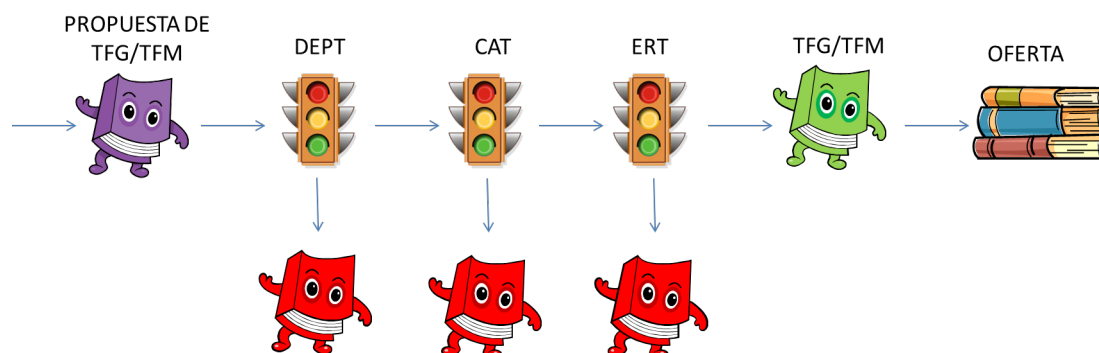 PROPUESTA DE
TFG/TFM
DEPT
CAT
ERT
TFG/TFM
OFERTA